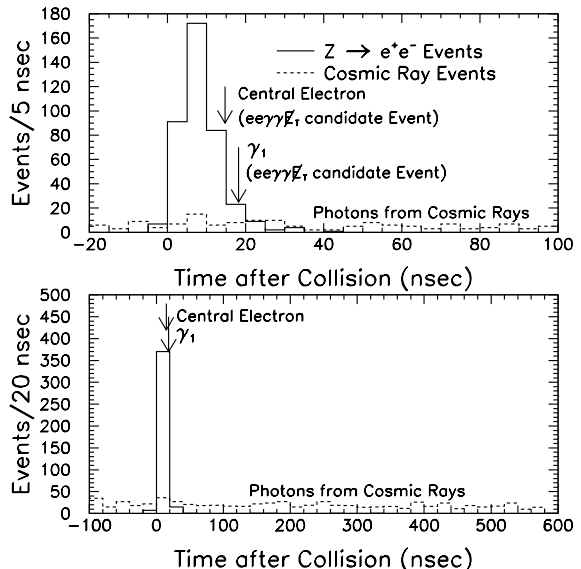 Events/5 nsec
180
160
140
120
100
80
60
40
20
0
Z → e⁺e⁻ Events
Cosmic Ray Events
Central Electron
(eeγγE̸ₜ candidate Event)
γ₁
(eeγγE̸ₜ candidate Event)
Photons from Cosmic Rays
−20 0 20 40 60 80 100
Time after Collision (nsec)
Events/20 nsec
500
450
400
350
300
250
200
150
100
50
0
Central Electron
γ₁
Photons from Cosmic Rays
−100 0 100 200 300 400 500 600
Time after Collision (nsec)